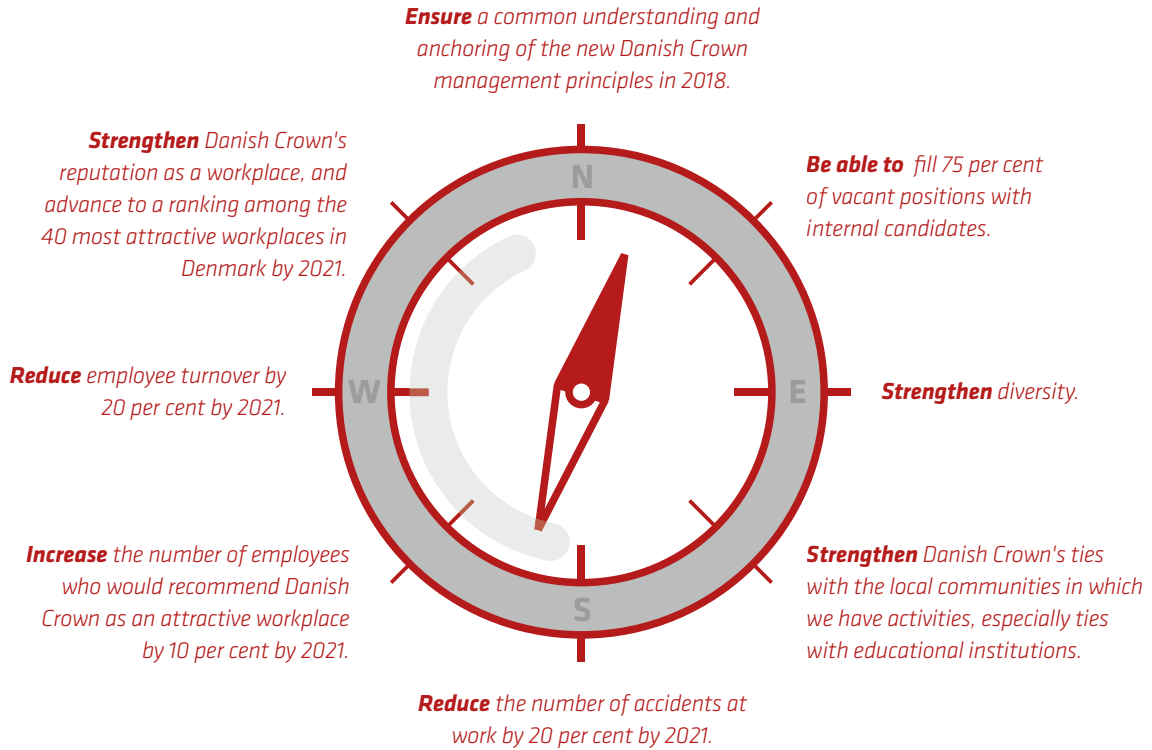 Ensure a common understanding and
anchoring of the new Danish Crown
management principles in 2018.
Strengthen Danish Crown's
reputation as a workplace, and
advance to a ranking among the
40 most attractive workplaces in
Denmark by 2021.
Be able to fill 75 per cent
of vacant positions with
internal candidates.
N
Reduce employee turnover by
20 per cent by 2021.
W
E
Strengthen diversity.
Increase the number of employees
who would recommend Danish
Crown as an attractive workplace
by 10 per cent by 2021.
S
Strengthen Danish Crown's ties
with the local communities in which
we have activities, especially ties
with educational institutions.
Reduce the number of accidents at
work by 20 per cent by 2021.